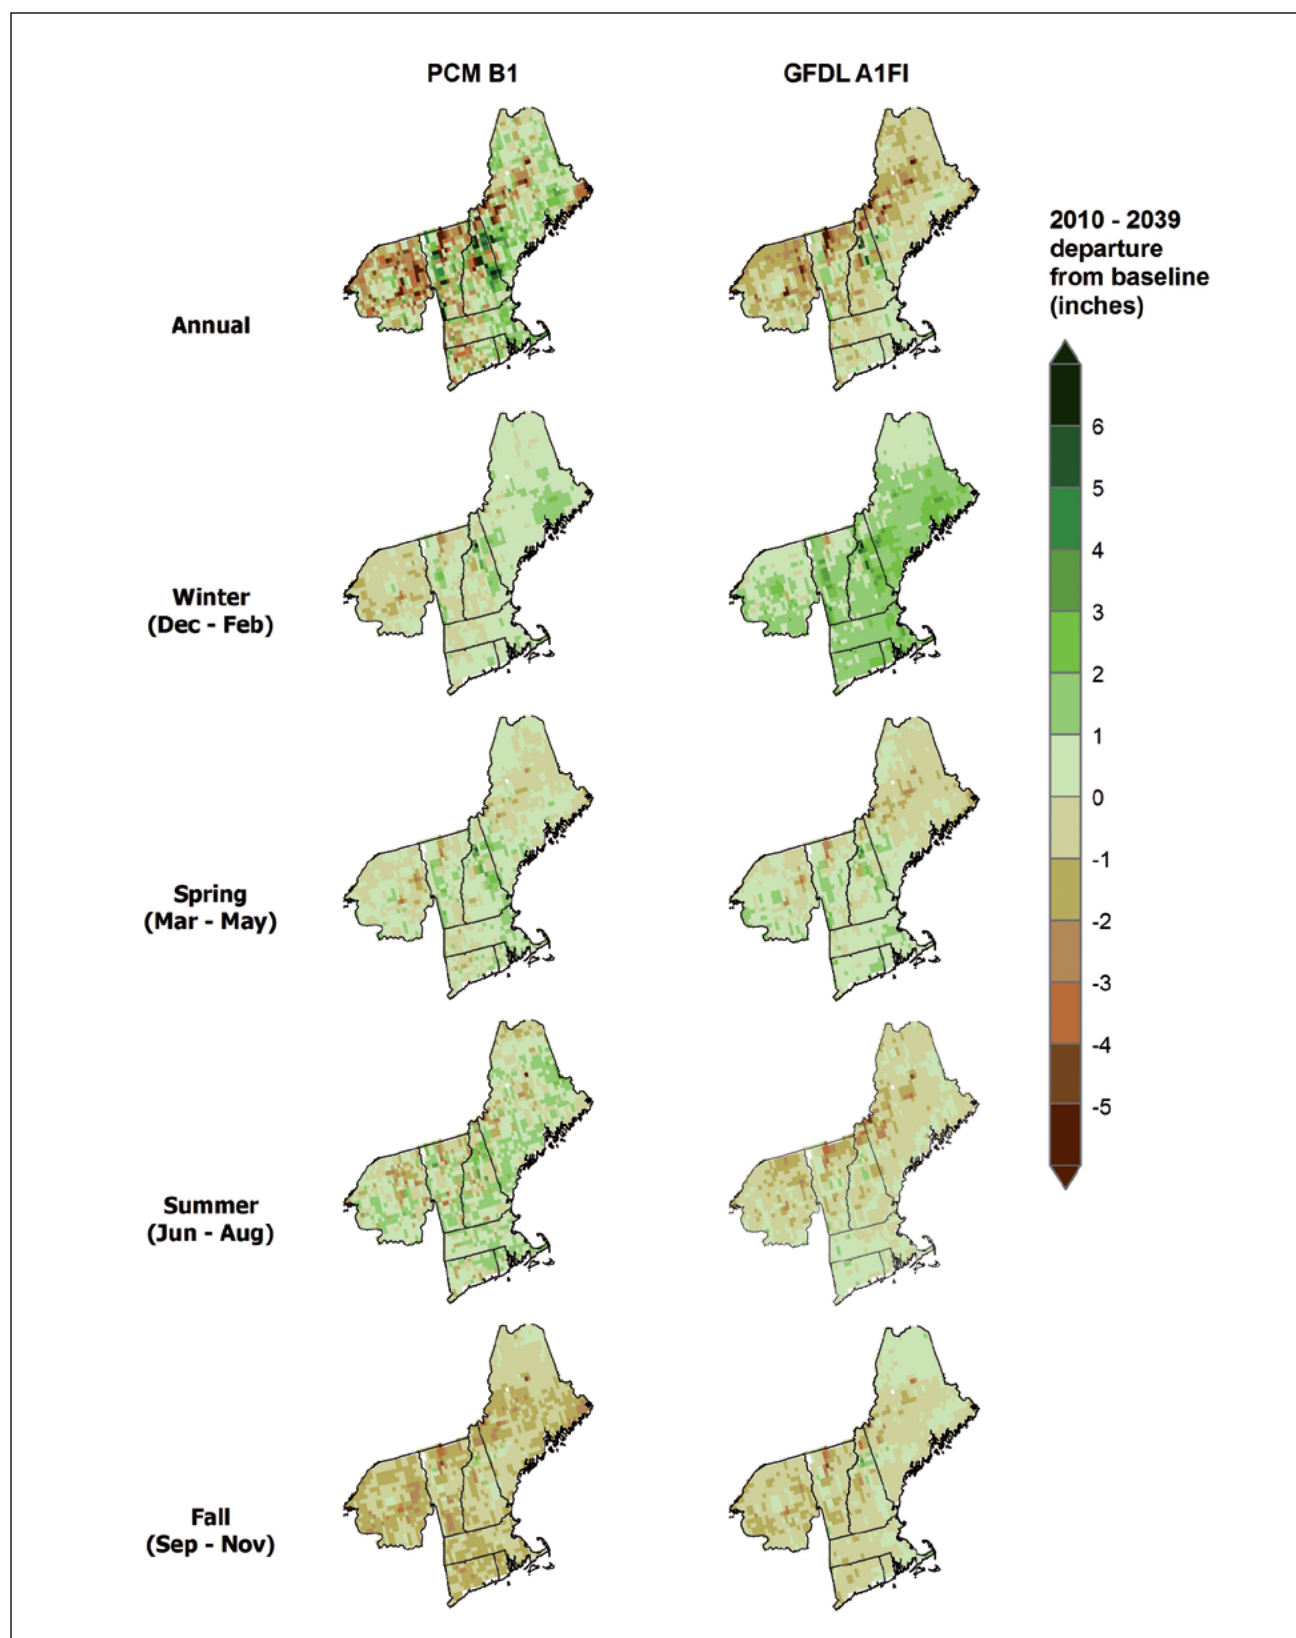 PCM B1
GFDL A1FI
2010 - 2039
departure
from baseline
(inches)
Annual
6
5
4
3
2
1
0
-1
-2
-3
-4
-5
Winter
(Dec - Feb)
Spring
(Mar - May)
Summer
(Jun - Aug)
Fall
(Sep - Nov)